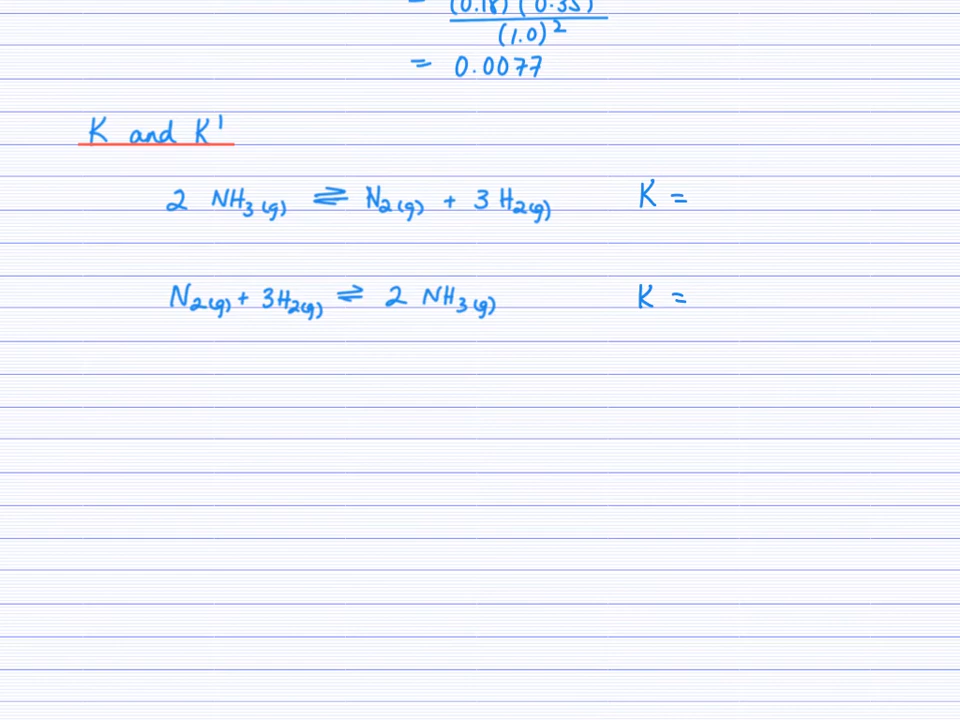 = (0.18) (0.35)
(1.0)²
= 0.0077
K and K'
2 NH₃(g) ⇌ N₂(g) + 3 H₂(g) K =
N₂(g) + 3H₂(g) ⇌ 2 NH₃(g) K =